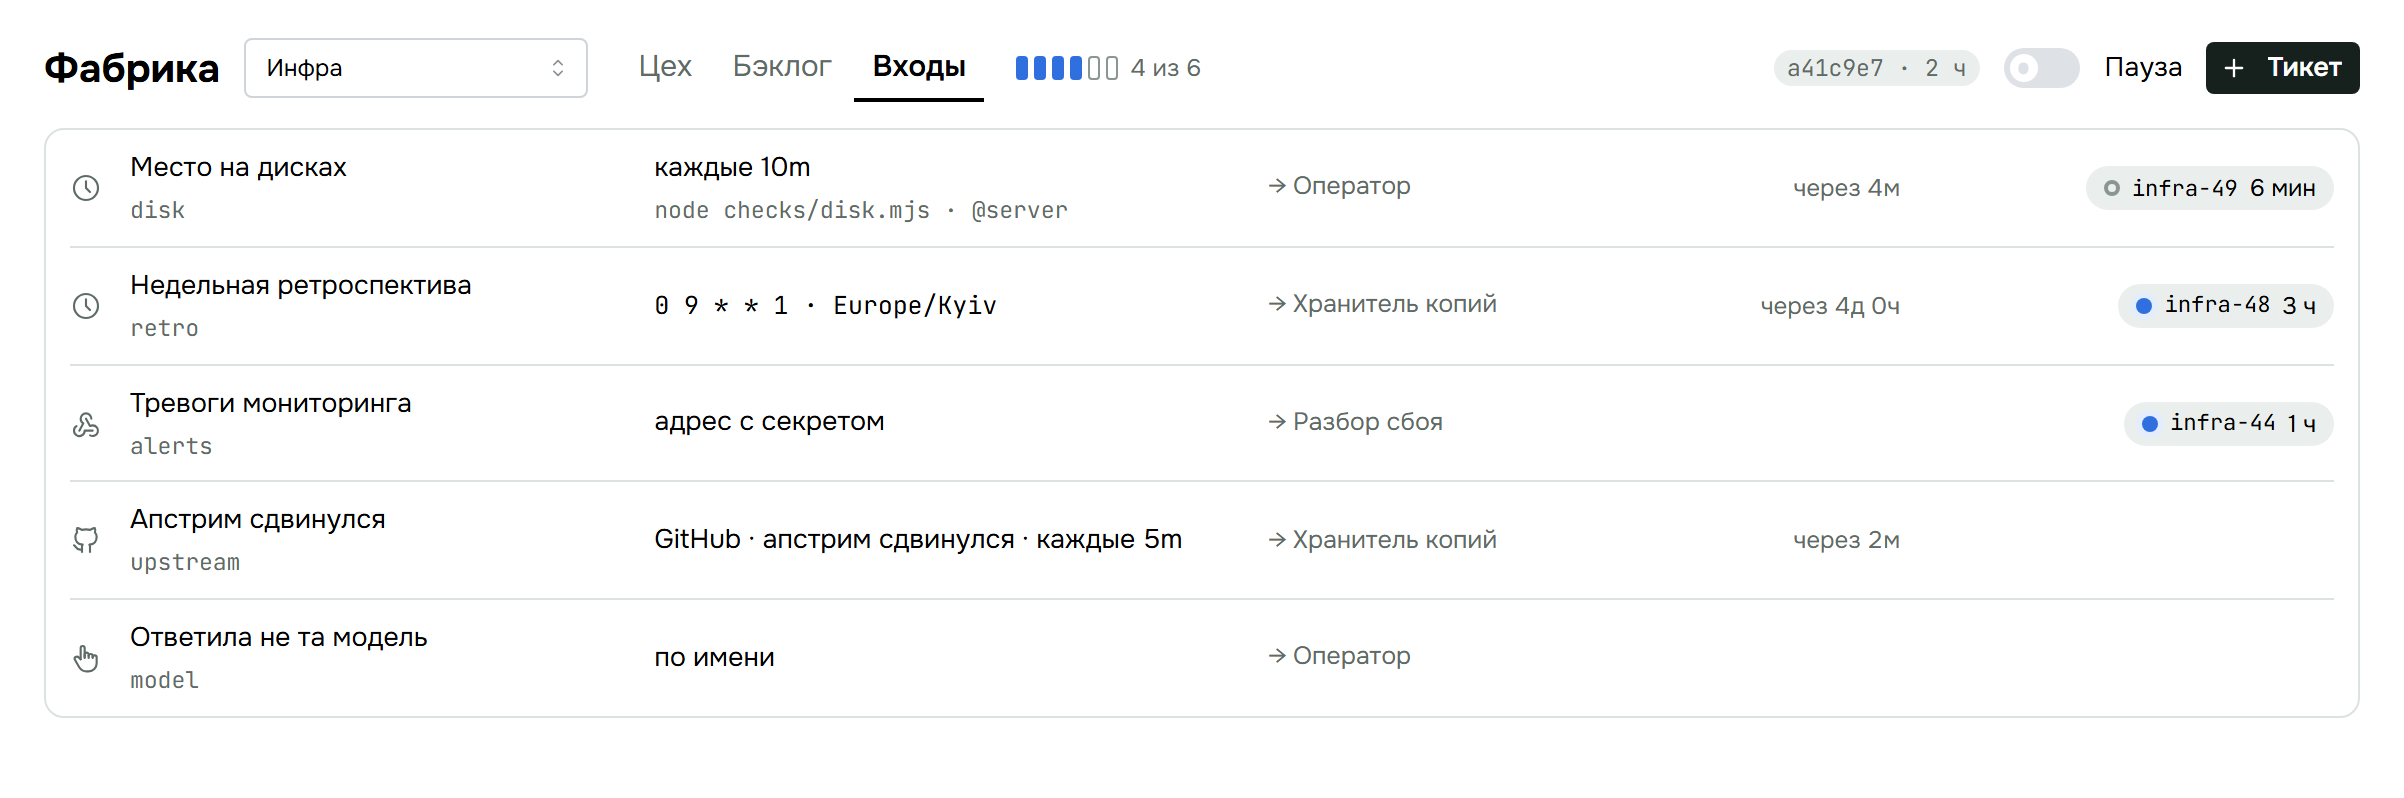 Фабрика Инфра Цех Бэклог Входы 4 из 6 a41c9e7 · 2 ч Пауза + Тикет
Место на дисках каждые 10m → Оператор через 4м infra-49 6 мин
disk node checks/disk.mjs · @server
Недельная ретроспектива 0 9 * * 1 · Europe/Kyiv → Хранитель копий через 4д 0ч infra-48 3 ч
retro
Тревоги мониторинга адрес с секретом → Разбор сбоя infra-44 1 ч
alerts
Апстрим сдвинулся GitHub · апстрим сдвинулся · каждые 5m → Хранитель копий через 2м
upstream
Ответила не та модель по имени → Оператор
model